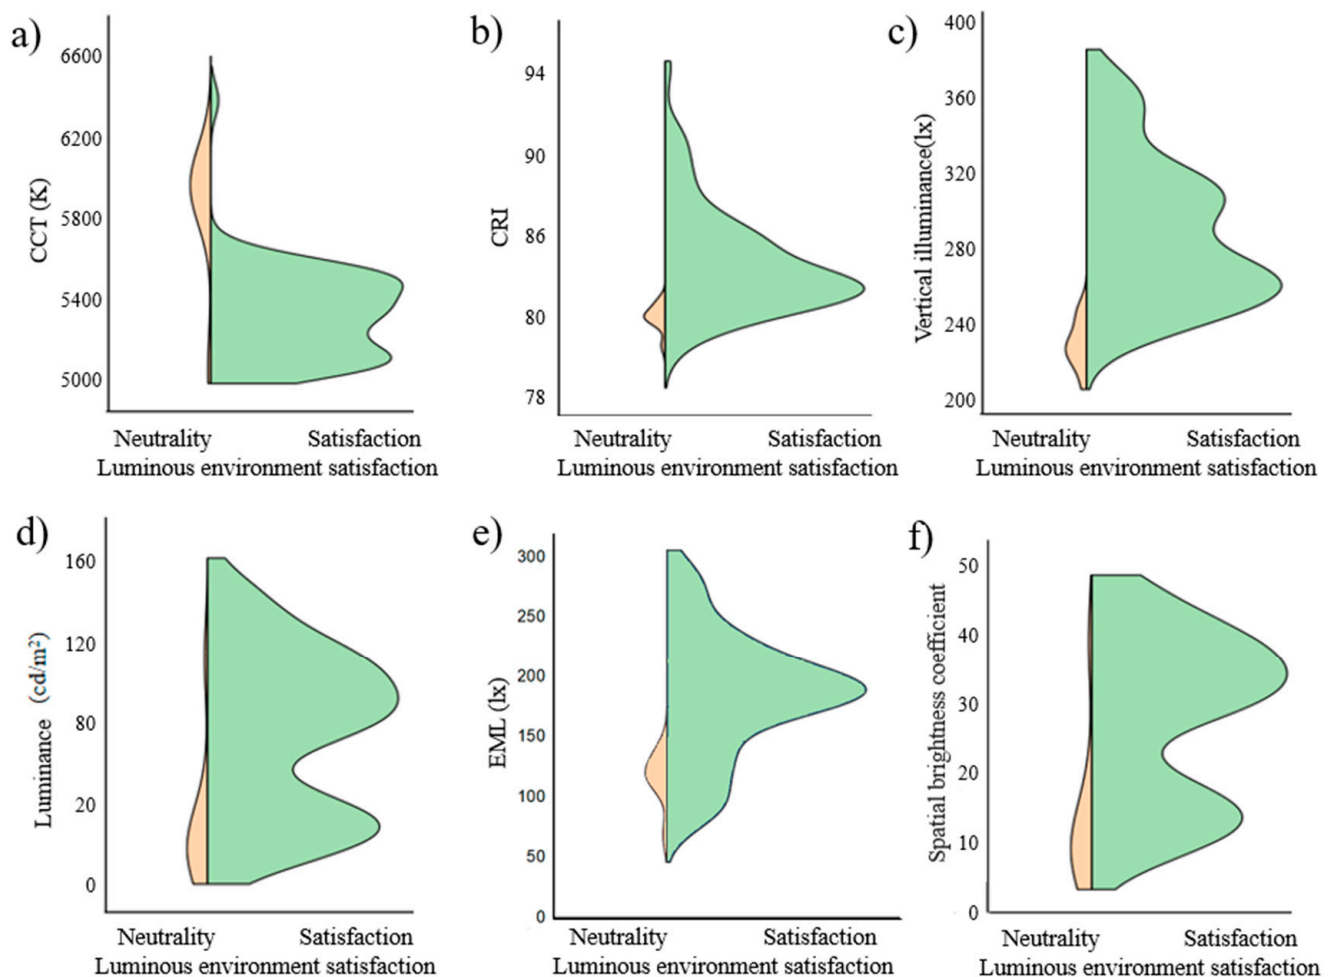 a)
6600
6200
5800
5400
5000
CCT (K)
Neutrality Satisfaction
Luminous environment satisfaction
b)
94
90
86
80
78
CRI
Neutrality Satisfaction
Luminous environment satisfaction
c)
400
360
320
280
240
200
Vertical illuminance(lx)
Neutrality Satisfaction
Luminous environment satisfaction
d)
160
120
80
20
0
Luminance (cd/m²)
Neutrality Satisfaction
Luminous environment satisfaction
e)
300
250
200
150
100
50
0
EML (lx)
Neutrality Satisfaction
Luminous environment satisfaction
f)
50
40
30
20
10
0
Spatial brightness coefficient
Neutrality Satisfaction
Luminous environment satisfaction